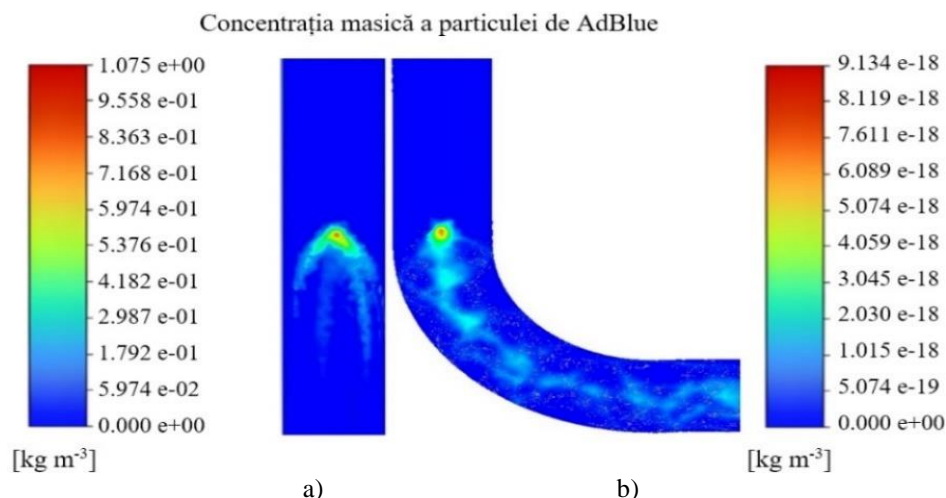 Concentrația masică a particulei de AdBlue
1.075 e+00
9.558 e-01
8.363 e-01
7.168 e-01
5.974 e-01
5.376 e-01
4.182 e-01
2.987 e-01
1.792 e-01
5.974 e-02
0.000 e+00
[kg m-3]
9.134 e-18
8.119 e-18
7.611 e-18
6.089 e-18
5.074 e-18
4.059 e-18
3.045 e-18
2.030 e-18
1.015 e-18
5.074 e-19
0.000 e+00
[kg m-3]
a) b)